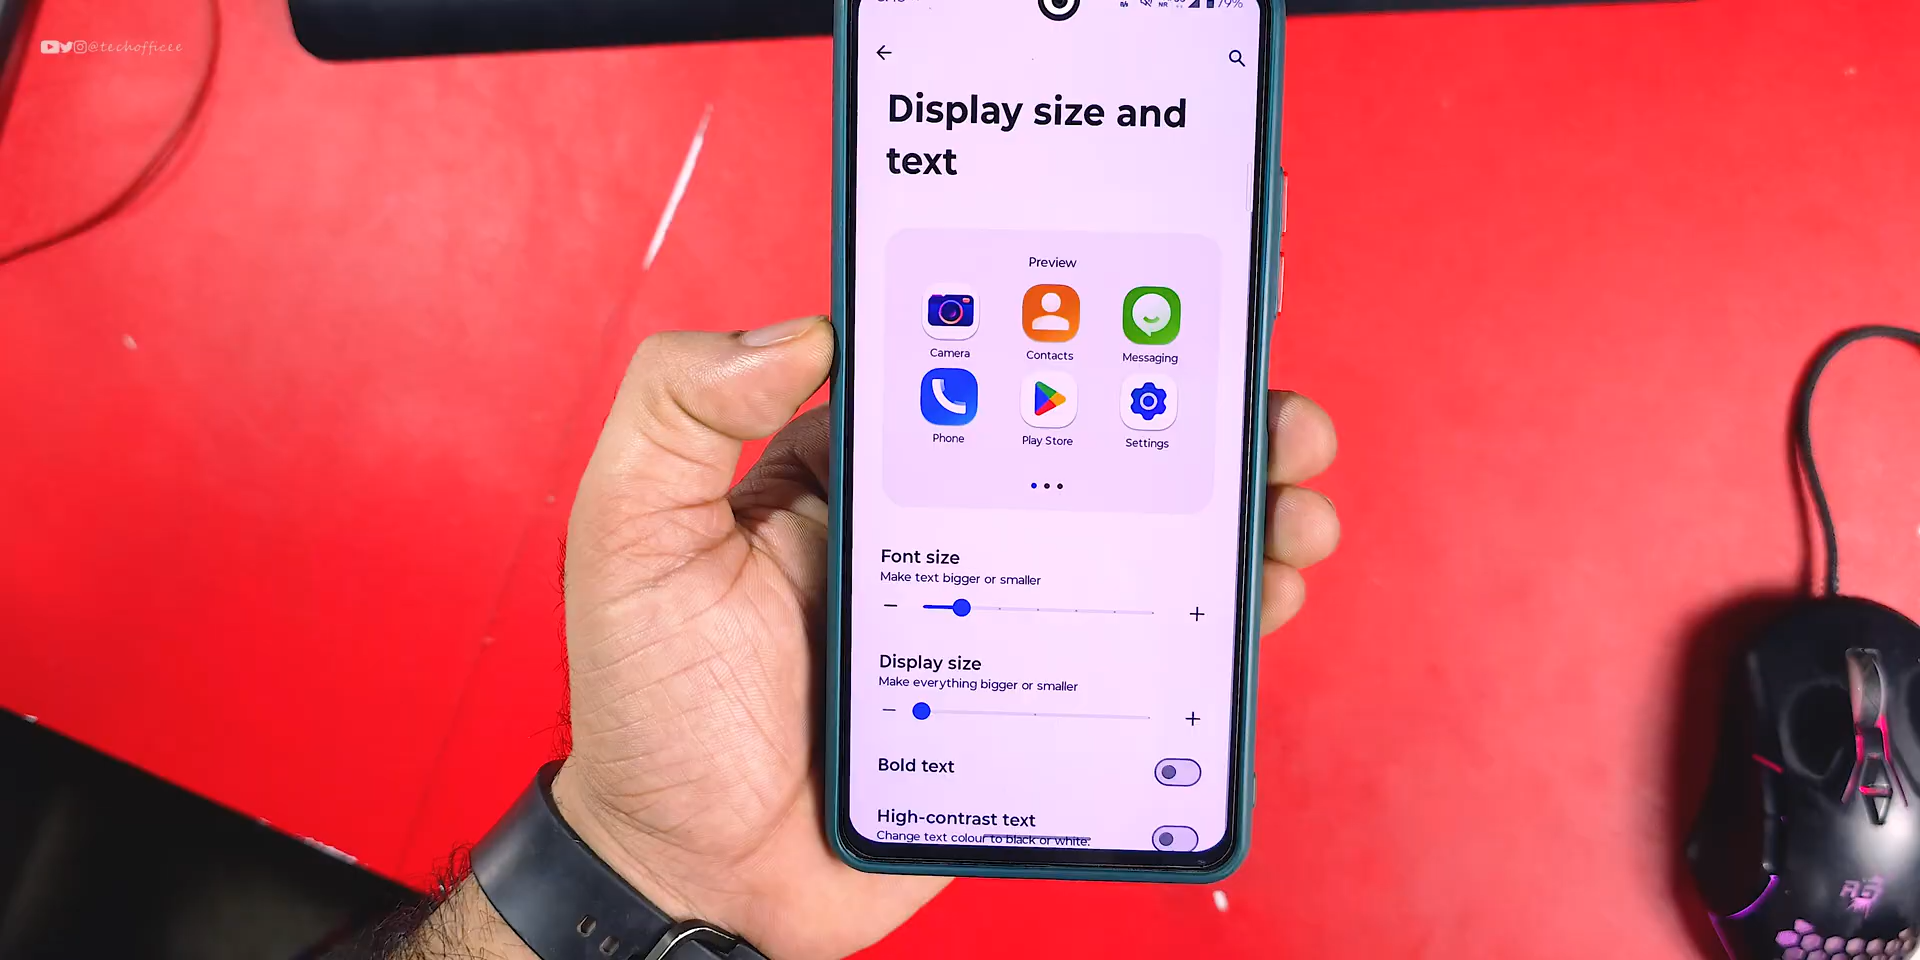 @techofficee
79%
Display size and
text
Preview
Camera
Contacts
Messaging
Phone
Play Store
Settings
Font size
Make text bigger or smaller
Display size
Make everything bigger or smaller
Bold text
High-contrast text
Change text colour to black or white.